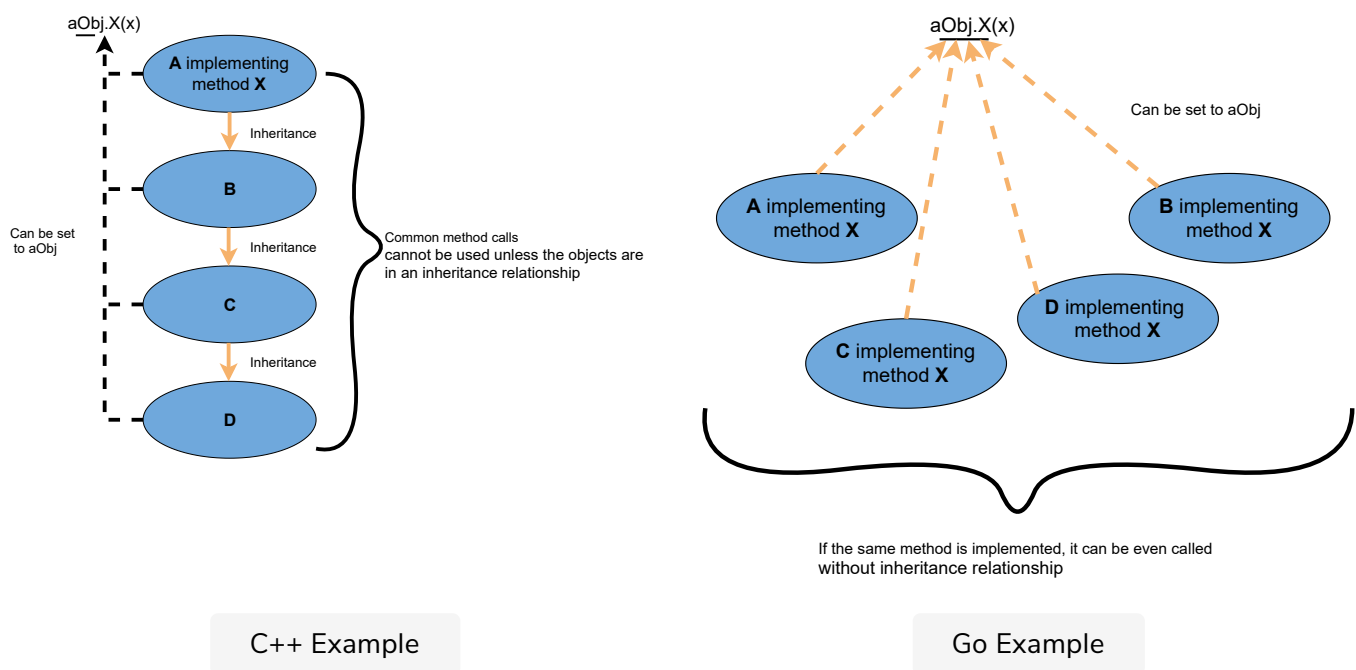 aObj.X(x)
A implementing
method X
Inheritance
B
Inheritance
C
Inheritance
D
Can be set
to aObj
Common method calls
cannot be used unless the objects are
in an inheritance relationship
C++ Example
aObj.X(x)
Can be set to aObj
A implementing
method X
B implementing
method X
D implementing
method X
C implementing
method X
If the same method is implemented, it can be even called
without inheritance relationship
Go Example